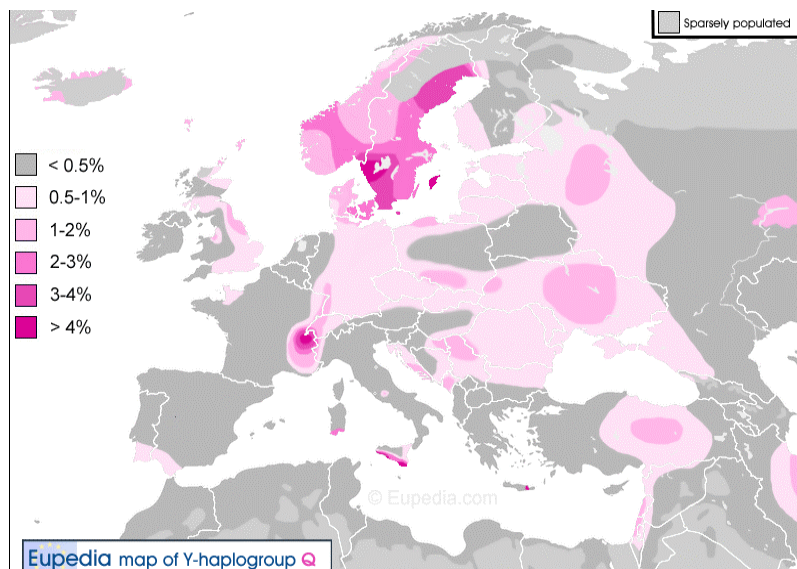 Sparsely populated
< 0.5%
0.5-1%
1-2%
2-3%
3-4%
> 4%
© Eupedia.com
Eupedia map of Y-haplogroup Q